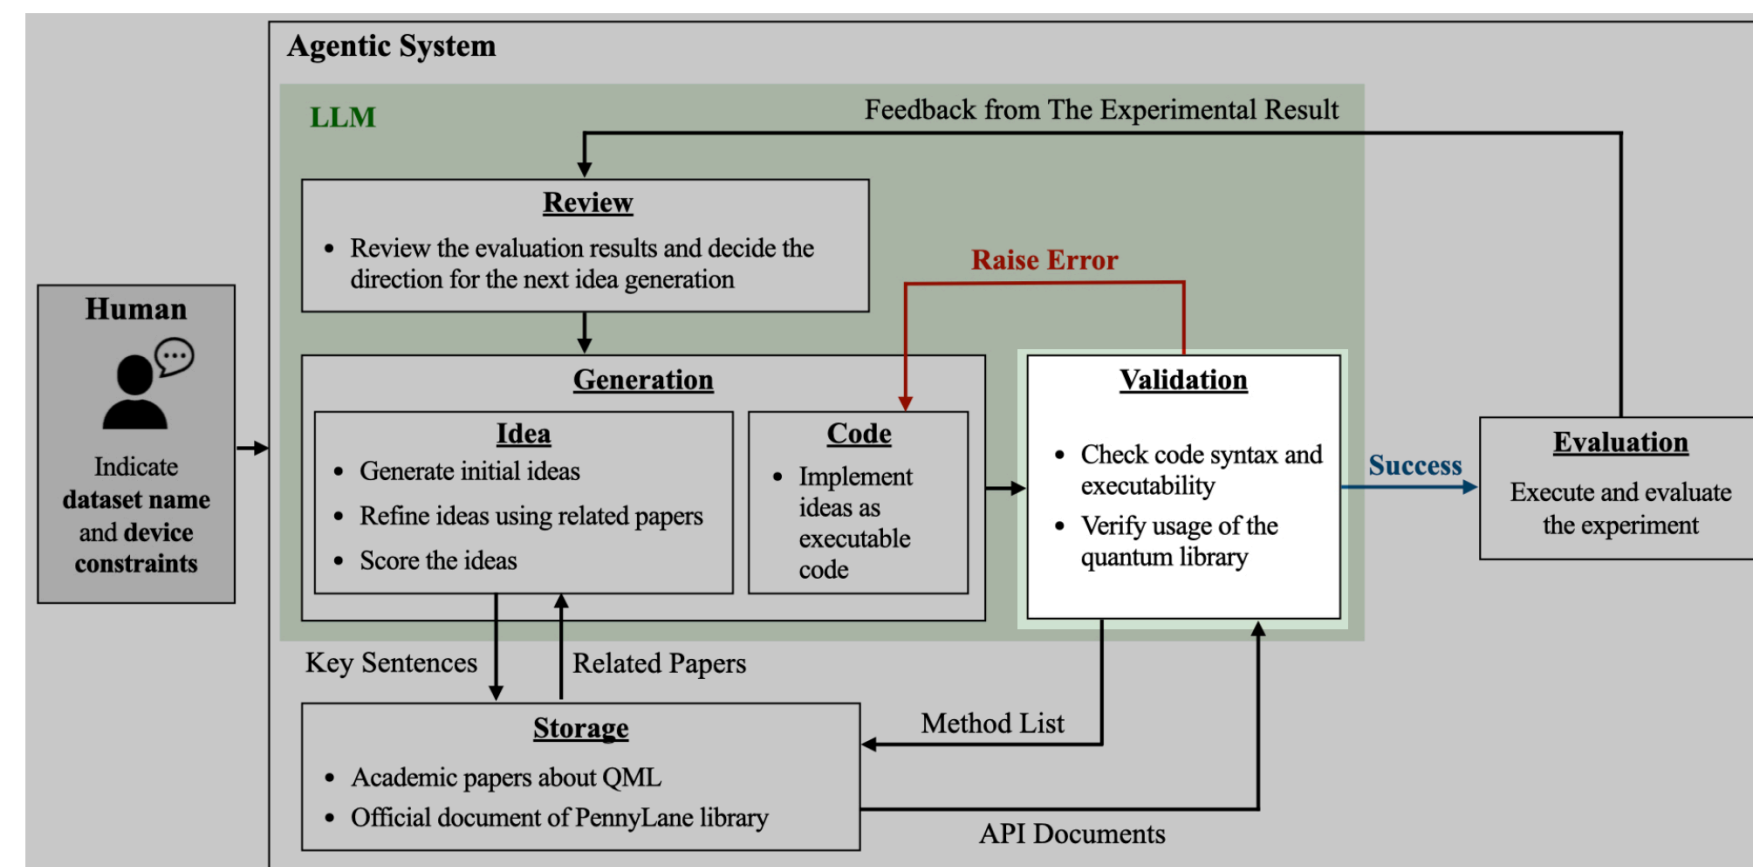 Agentic System
LLM
Feedback from The Experimental Result
Review
• Review the evaluation results and decide the
direction for the next idea generation
Raise Error
Human
Indicate
dataset name
and device
constraints
Generation
Idea
• Generate initial ideas
• Refine ideas using related papers
• Score the ideas
Code
• Implement
ideas as
executable
code
Validation
• Check code syntax and
executability
• Verify usage of the
quantum library
Success
Evaluation
Execute and evaluate
the experiment
Key Sentences
Related Papers
Storage
• Academic papers about QML
• Official document of PennyLane library
Method List
API Documents